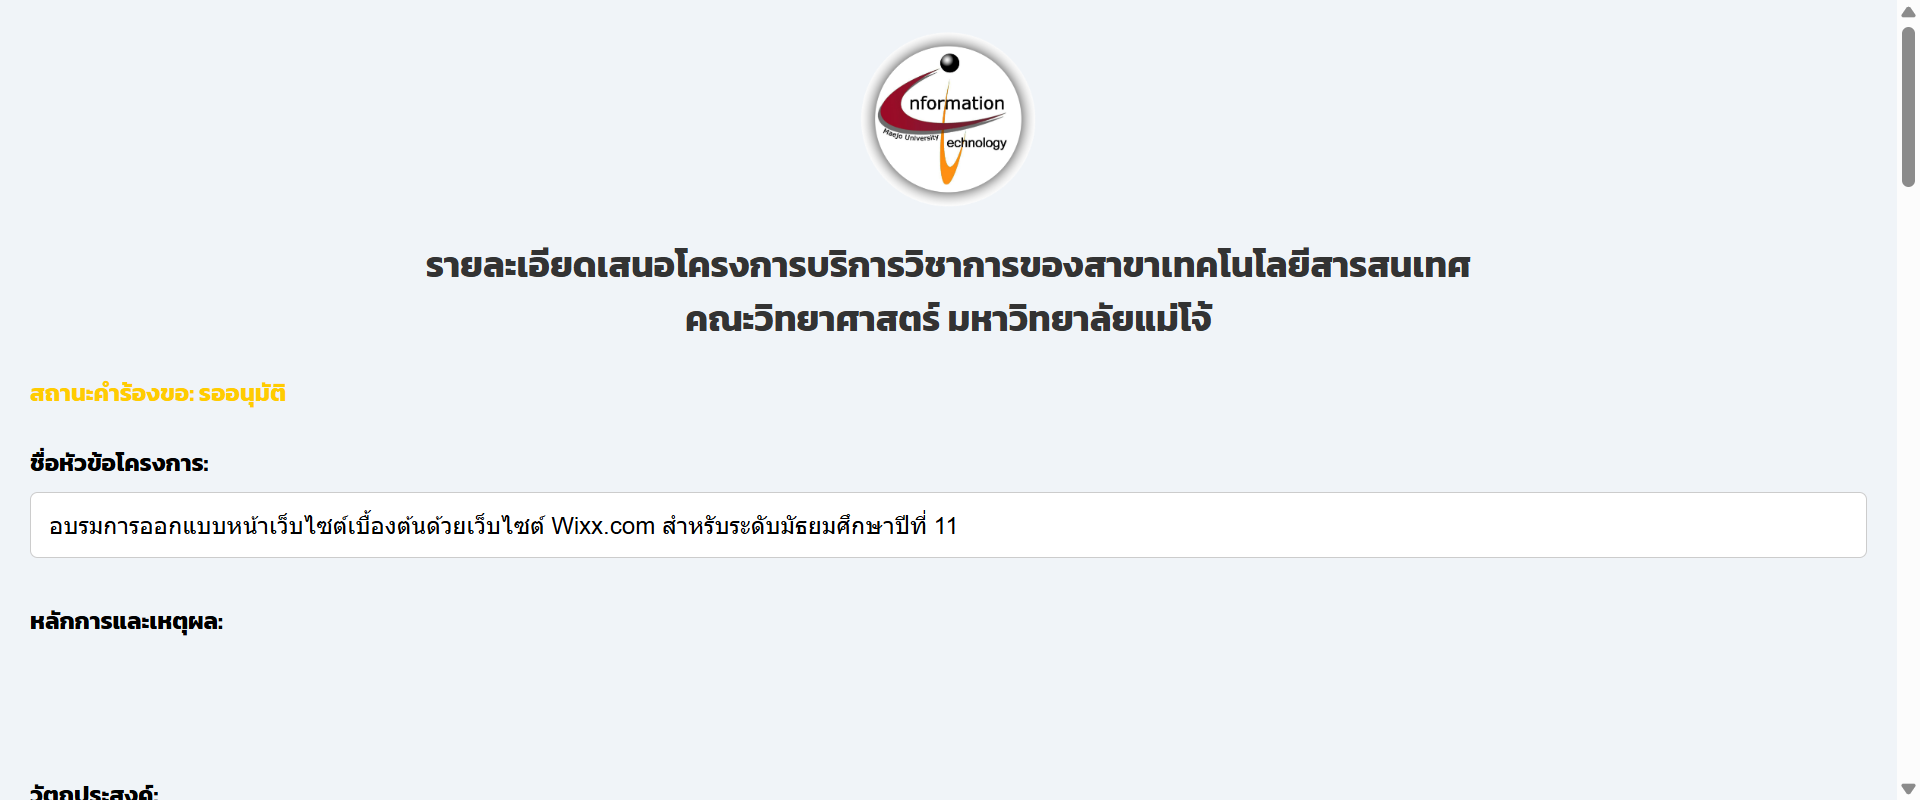 nformation
Maejo University
echnology
รายละเอียดเสนอโครงการบริการวิชาการของสาขาเทคโนโลยีสารสนเทศ
คณะวิทยาศาสตร์ มหาวิทยาลัยแม่โจ้
สถานะคำร้องขอ: รออนุมัติ
ชื่อหัวข้อโครงการ:
อบรมการออกแบบหน้าเว็บไซต์เบื้องต้นด้วยเว็บไซต์ Wixx.com สำหรับระดับมัธยมศึกษาปีที่ 11
หลักการและเหตุผล:
วัตถุประสงค์: